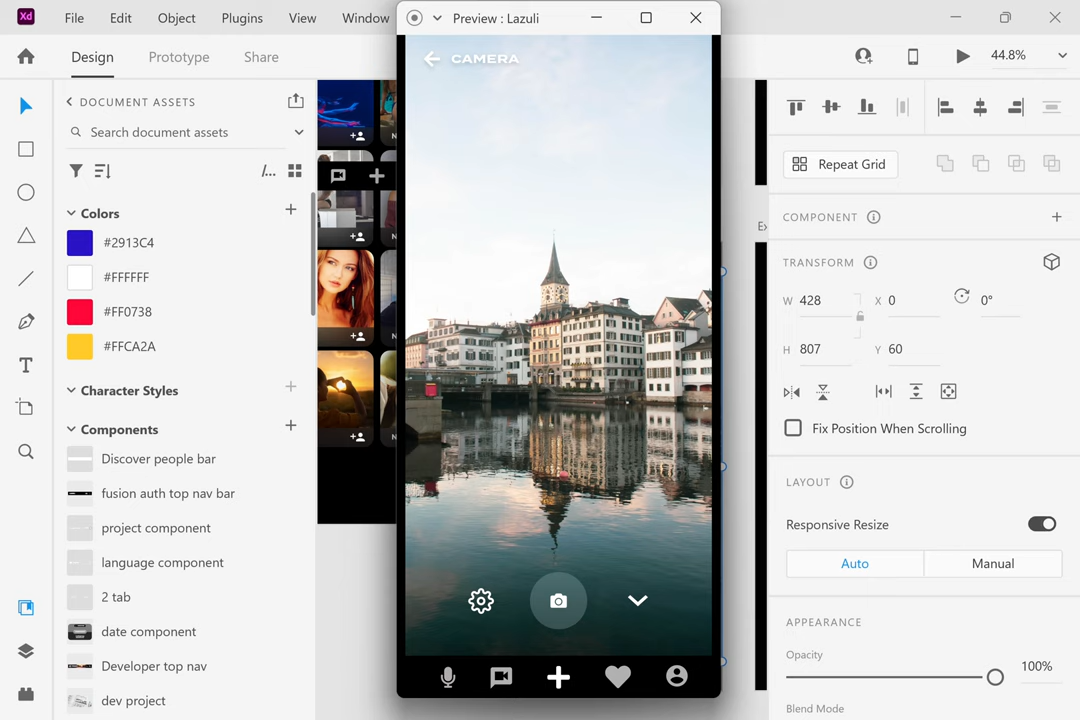 Xd File Edit Object Plugins View Window
Preview : Lazuli
Design Prototype Share
44.8%
CAMERA
DOCUMENT ASSETS
Search document assets
/...
Repeat Grid
Colors
#2913C4
#FFFFFF
#FF0738
#FFCA2A
COMPONENT
TRANSFORM
W 428 X 0 0°
H 807 Y 60
Character Styles
Components
Discover people bar
fusion auth top nav bar
project component
language component
2 tab
date component
Developer top nav
dev project
Fix Position When Scrolling
LAYOUT
Responsive Resize
Auto Manual
APPEARANCE
Opacity
100%
Blend Mode